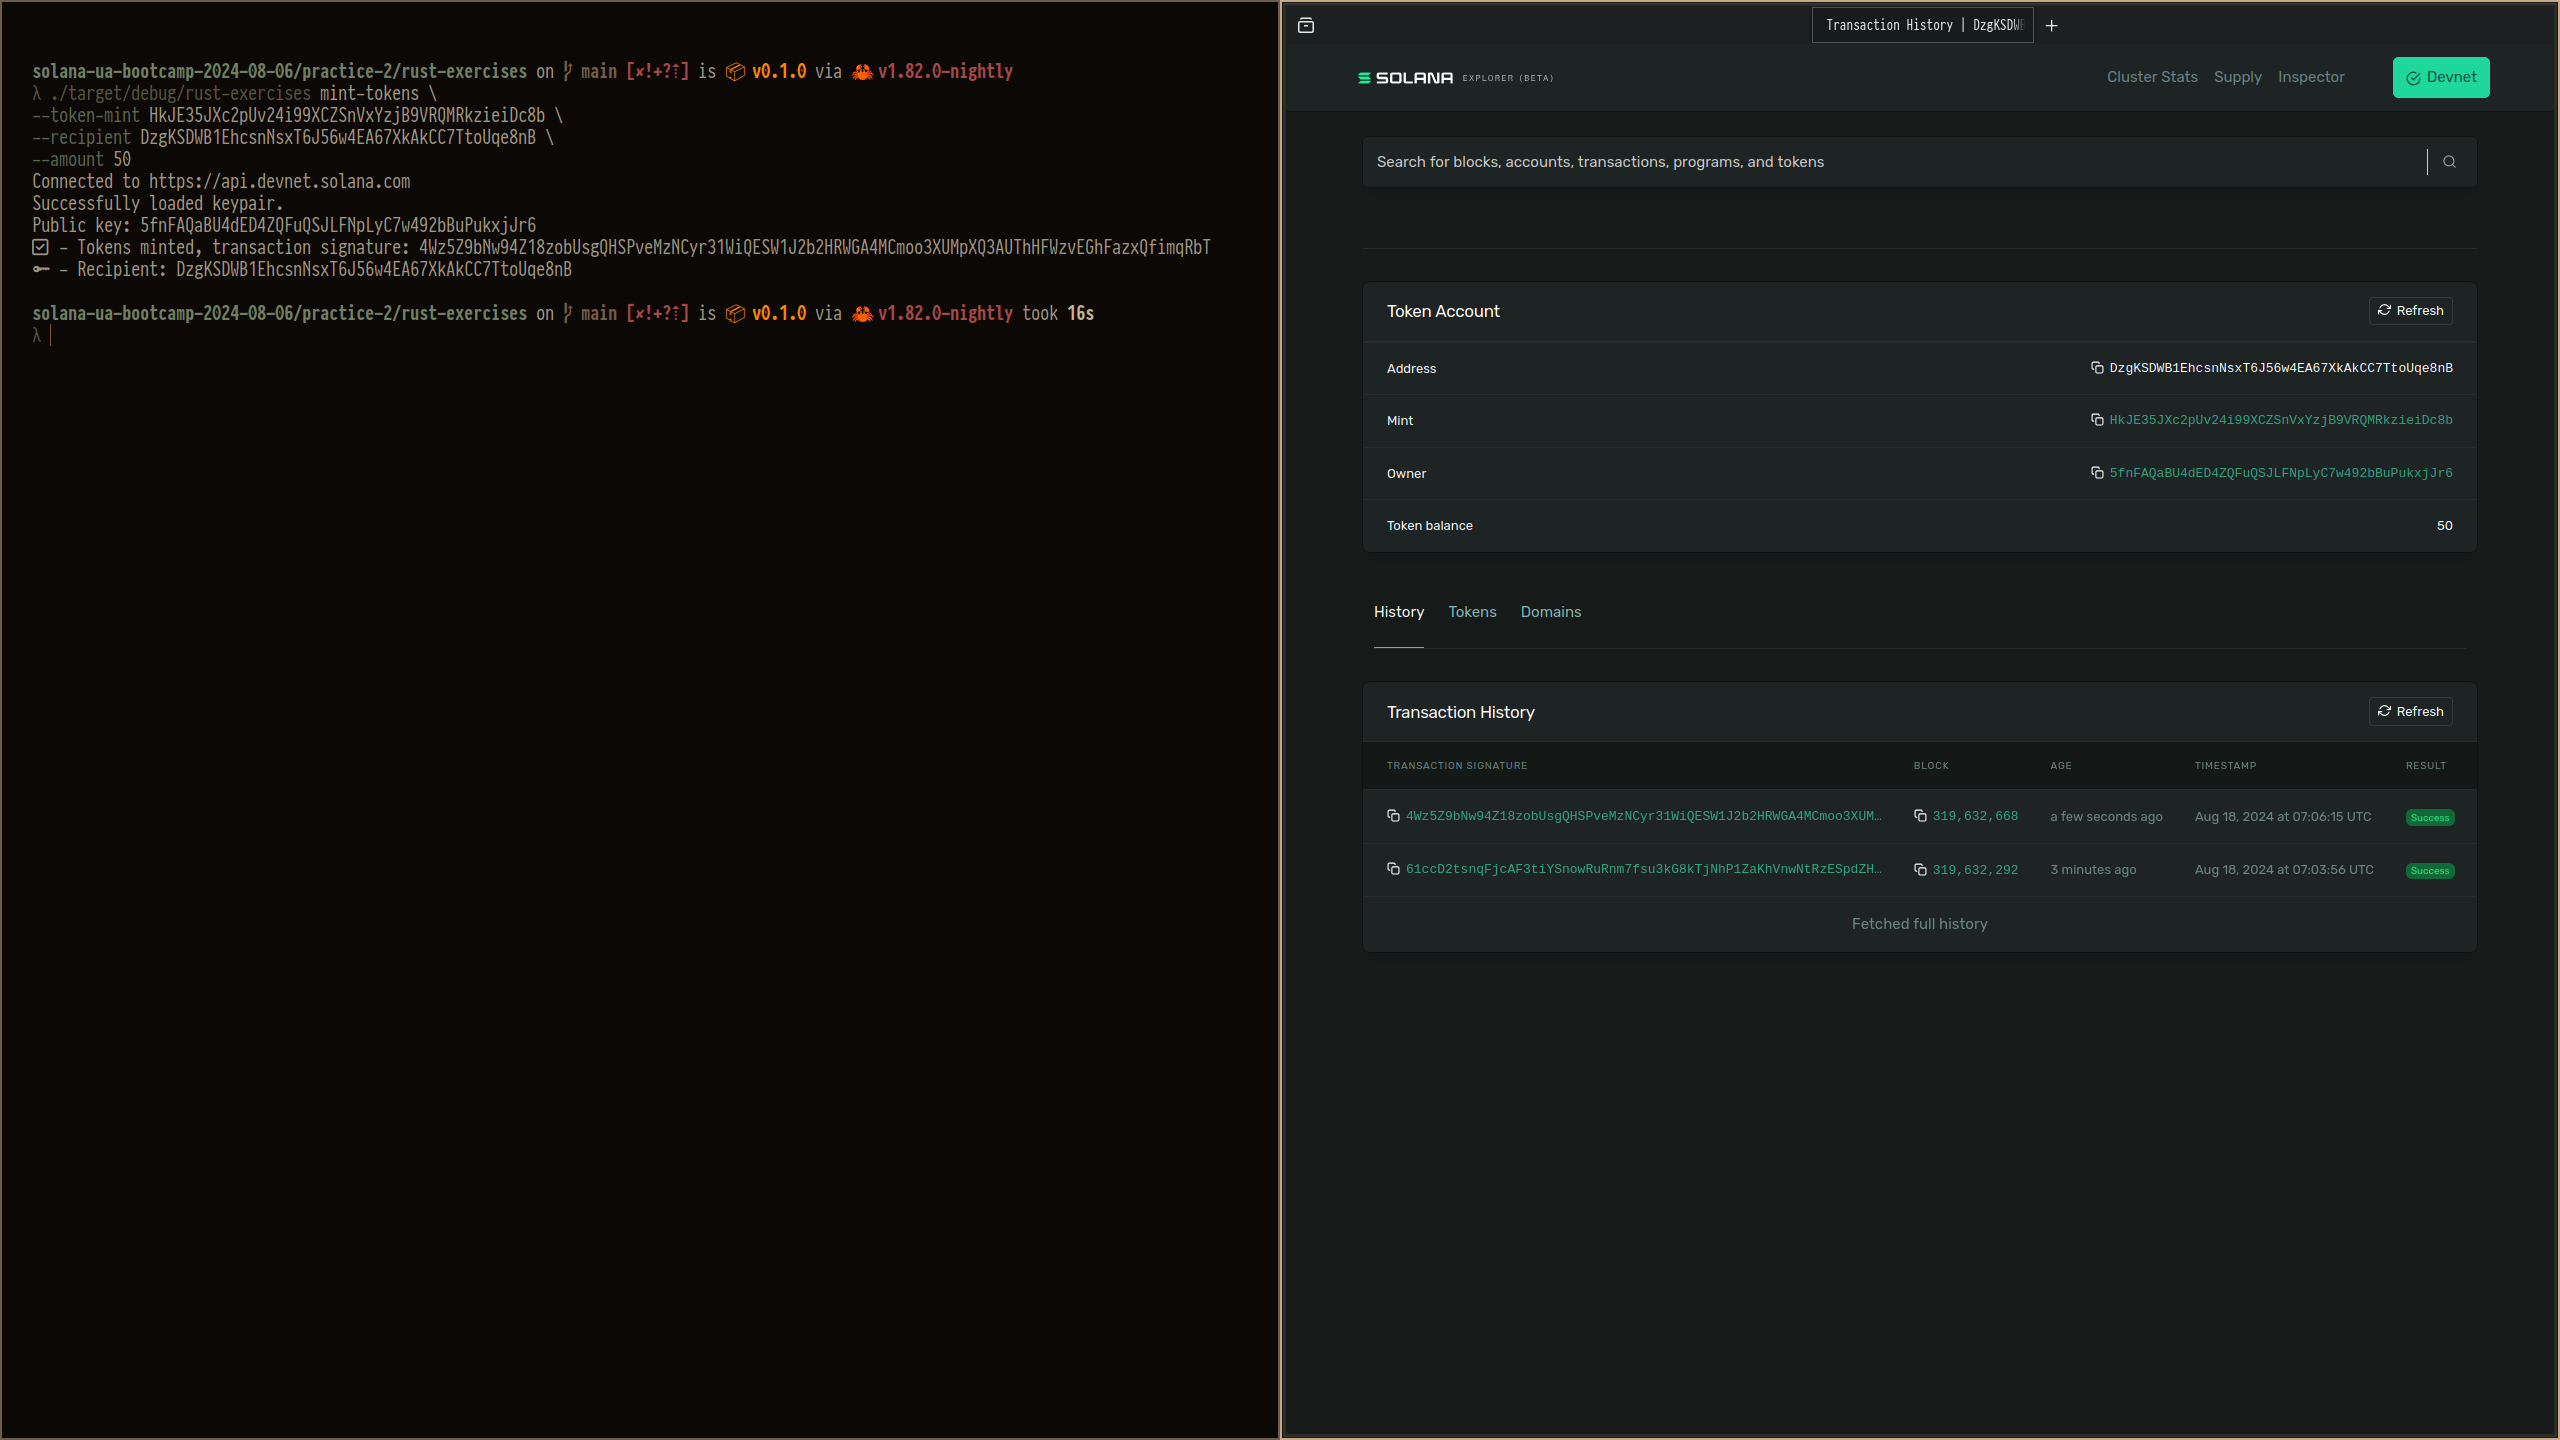 solana-ua-bootcamp-2024-08-06/practice-2/rust-exercises on main [✘!+?⇡] is 📦 v0.1.0 via 🦀 v1.82.0-nightly
λ ./target/debug/rust-exercises mint-tokens \
--token-mint HkJE35JXc2pUv24i99XCZSnVxYzjB9VRQMRkzieiDc8b \
--recipient DzgKSDWB1EhcsnNsxT6J56w4EA67XkAkCC7TtoUqe8nB \
--amount 50
Connected to https://api.devnet.solana.com
Successfully loaded keypair.
Public key: 5fnFAQaBU4dED4ZQFuQSJLFNpLyC7w492bBuPukxjJr6
– Tokens minted, transaction signature: 4Wz5Z9bNw94Z18zobUsgQHSPveMzNCyr31WiQESW1J2b2HRWGA4MCmoo3XUMpXQ3AUThHFWzvEGhFazxQfimqRbT
– Recipient: DzgKSDWB1EhcsnNsxT6J56w4EA67XkAkCC7TtoUqe8nB
solana-ua-bootcamp-2024-08-06/practice-2/rust-exercises on main [✘!+?⇡] is 📦 v0.1.0 via 🦀 v1.82.0-nightly took 16s
λ
Transaction History | DzgKSDWB
SOLANA EXPLORER (BETA)
Cluster Stats Supply Inspector Devnet
Search for blocks, accounts, transactions, programs, and tokens
Token Account Refresh
Address DzgKSDWB1EhcsnNsxT6J56w4EA67XkAkCC7TtoUqe8nB
Mint HkJE35JXc2pUv24i99XCZSnVxYzjB9VRQMRkzieiDc8b
Owner 5fnFAQaBU4dED4ZQFuQSJLFNpLyC7w492bBuPukxjJr6
Token balance 50
History Tokens Domains
Transaction History Refresh
TRANSACTION SIGNATURE BLOCK AGE TIMESTAMP RESULT
4Wz5Z9bNw94Z18zobUsgQHSPveMzNCyr31WiQESW1J2b2HRWGA4MCmoo3XUM… 319,632,668 a few seconds ago Aug 18, 2024 at 07:06:15 UTC Success
61ccD2tsnqFjcAF3tiYSnowRuRnm7fsu3kG8kTjNhP1ZaKhVnwNtRzESpdZH… 319,632,292 3 minutes ago Aug 18, 2024 at 07:03:56 UTC Success
Fetched full history